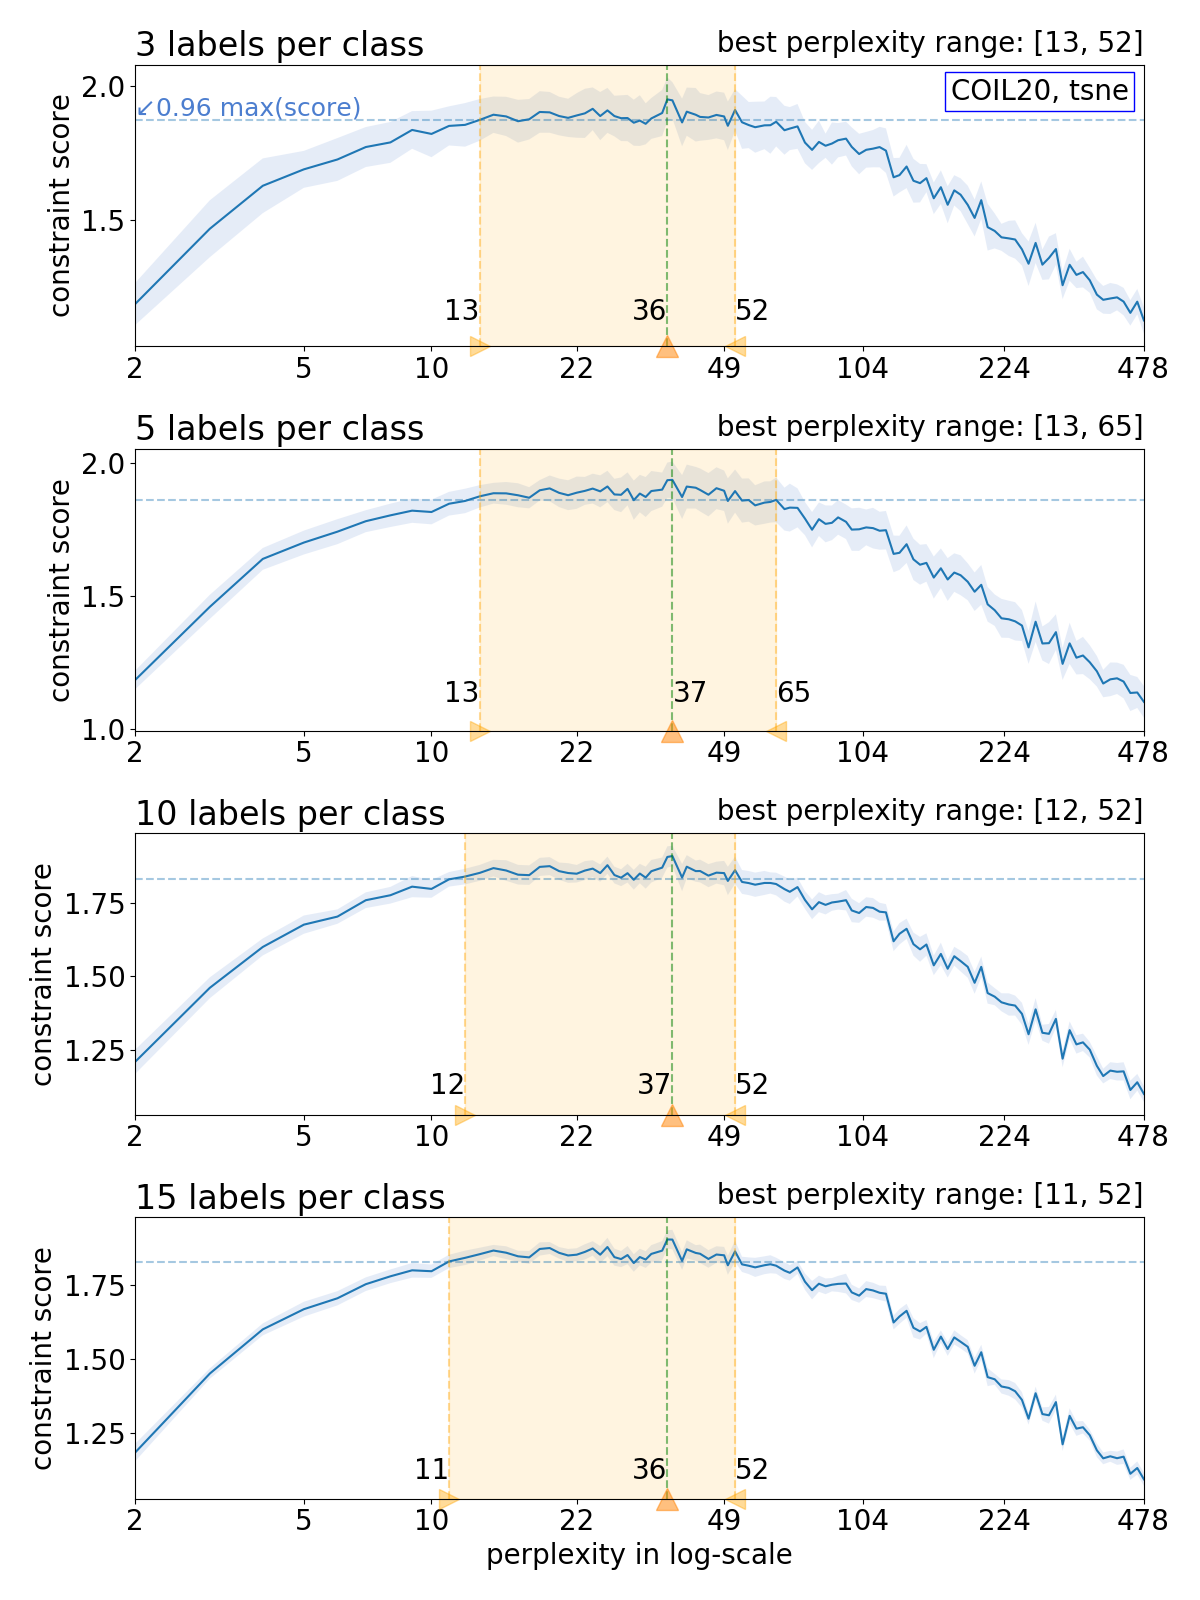 3 labels per class
best perplexity range: [13, 52]
COIL20, tsne
↙0.96 max(score)
constraint score
2.0
1.5
13
36
52
2 5 10 22 49 104 224 478
5 labels per class
best perplexity range: [13, 65]
constraint score
2.0
1.5
1.0
13
37
65
2 5 10 22 49 104 224 478
10 labels per class
best perplexity range: [12, 52]
constraint score
1.75
1.50
1.25
12
37
52
2 5 10 22 49 104 224 478
15 labels per class
best perplexity range: [11, 52]
constraint score
1.75
1.50
1.25
11
36
52
2 5 10 22 49 104 224 478
perplexity in log-scale